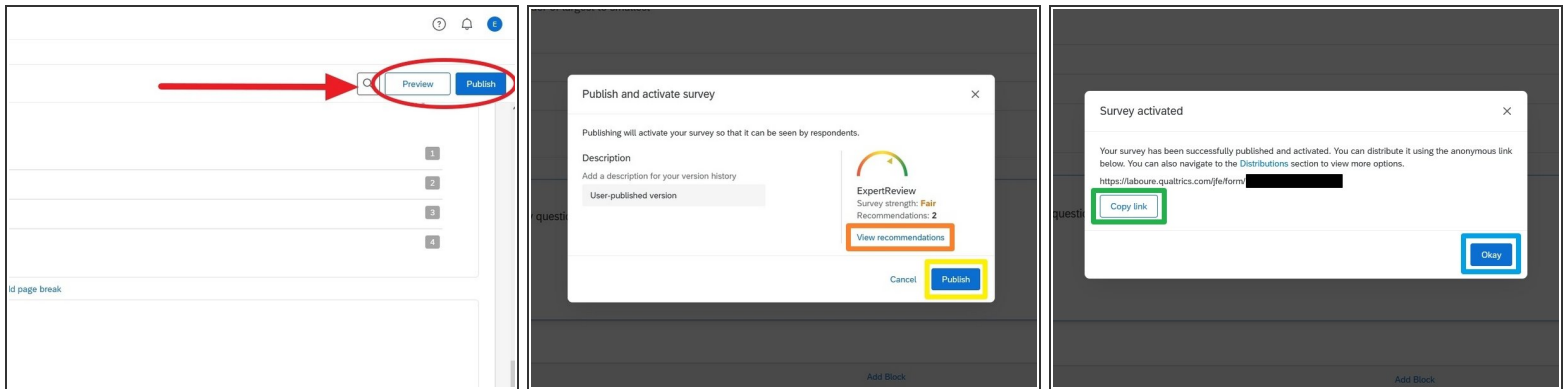 E
Preview
Publish
1
2
3
4
ld page break
Publish and activate survey
Publishing will activate your survey so that it can be seen by respondents.
Description
Add a description for your version history
User-published version
ExpertReview
Survey strength: Fair
Recommendations: 2
View recommendations
Cancel
Publish
questi
Add Block
Survey activated
Your survey has been successfully published and activated. You can distribute it using the anonymous link
below. You can also navigate to the Distributions section to view more options.
https://laboure.qualtrics.com/jfe/form/
Copy link
Okay
questi
Add Block